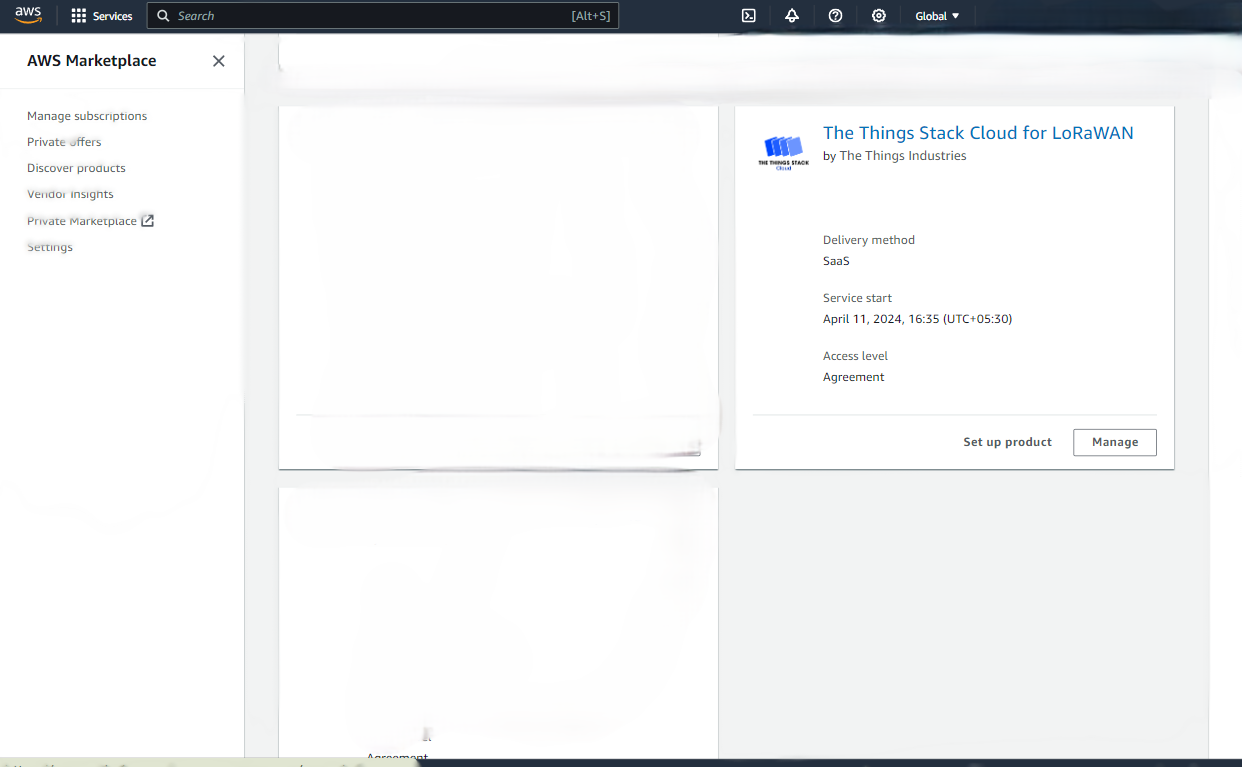 aws
Services
Search
[Alt+S]
Global
AWS Marketplace
Manage subscriptions
Private offers
Discover products
Vendor Insights
Private Marketplace
Settings
The Things Stack Cloud for LoRaWAN
by The Things Industries
THE THINGS STACK
Cloud
Delivery method
SaaS
Service start
April 11, 2024, 16:35 (UTC+05:30)
Access level
Agreement
Set up product
Manage
Agreement